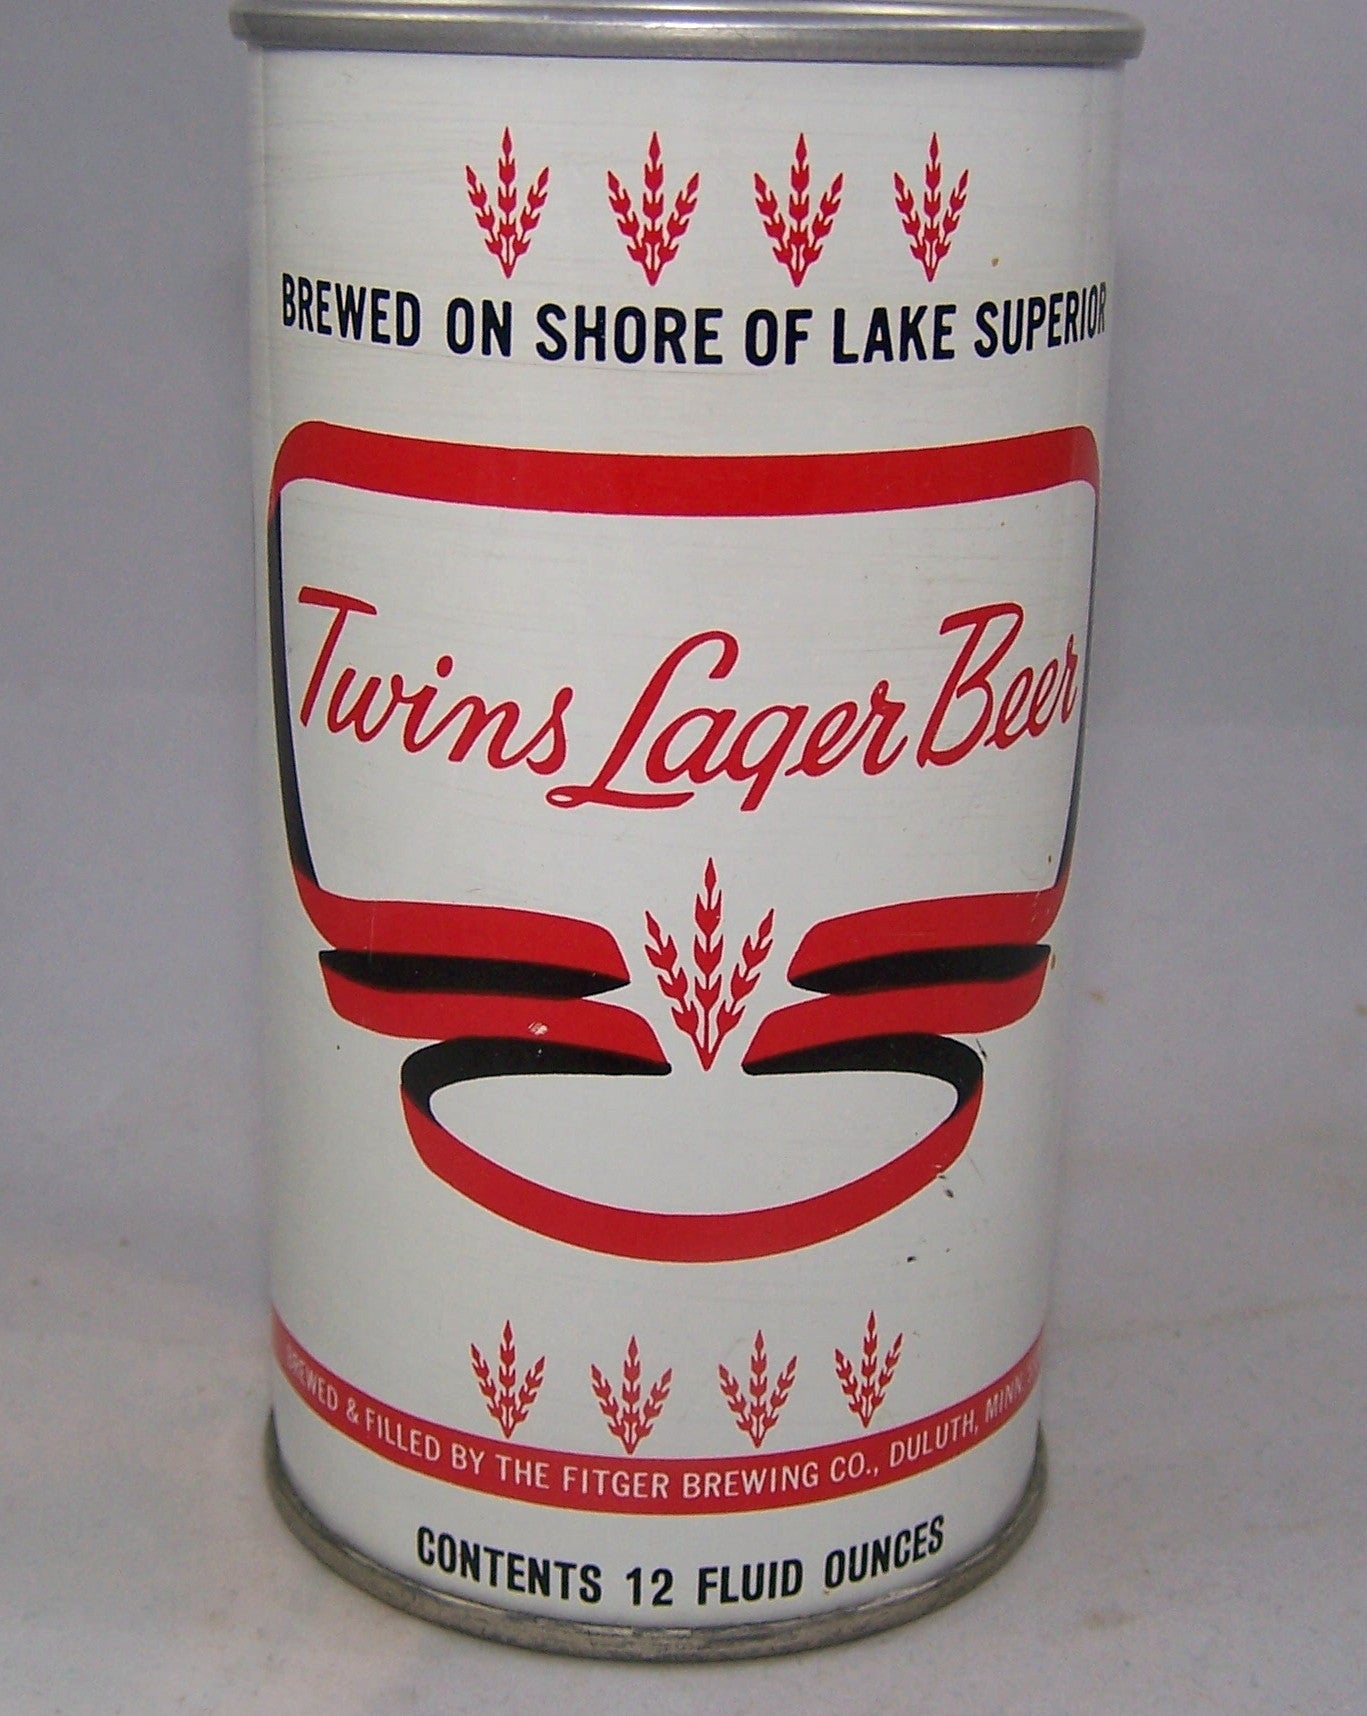 BREWED ON SHORE OF LAKE SUPERIOR
Twins Lager Beer
BREWED & FILLED BY THE FITGER BREWING CO., DULUTH, MINN.
CONTENTS 12 FLUID OUNCES